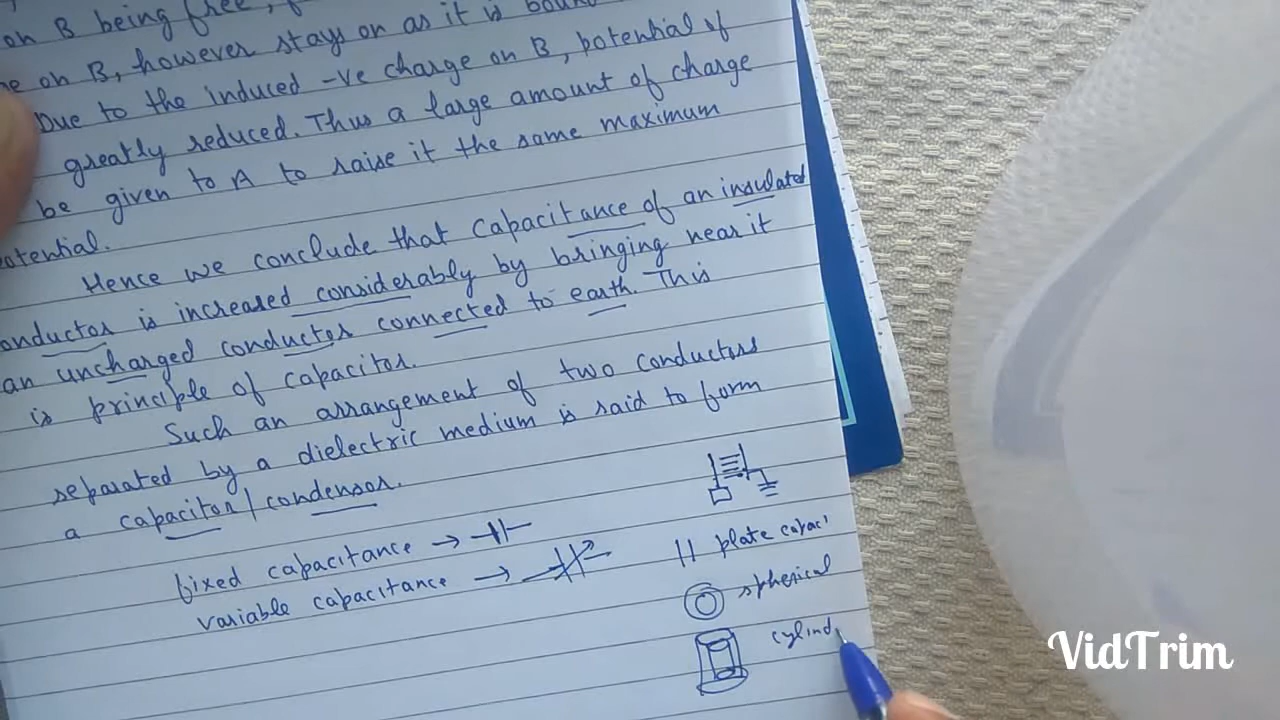 on B being free,
on B, however stay on as it is bound
Due to the induced -ve charge on B, potential of
greatly reduced. Thus a large amount of charge
be given to A to raise it the same maximum
potential.
Hence we conclude that capacitance of an insulated
conductor is increased considerably by bringing near it
an uncharged conductor connected to earth. This
is principle of capacitor.
Such an arrangement of two conductors
separated by a dielectric medium is said to form
a capacitor/condensor.
fixed capacitance →
variable capacitance →
|| plate capaci
spherical
cylind
VidTrim